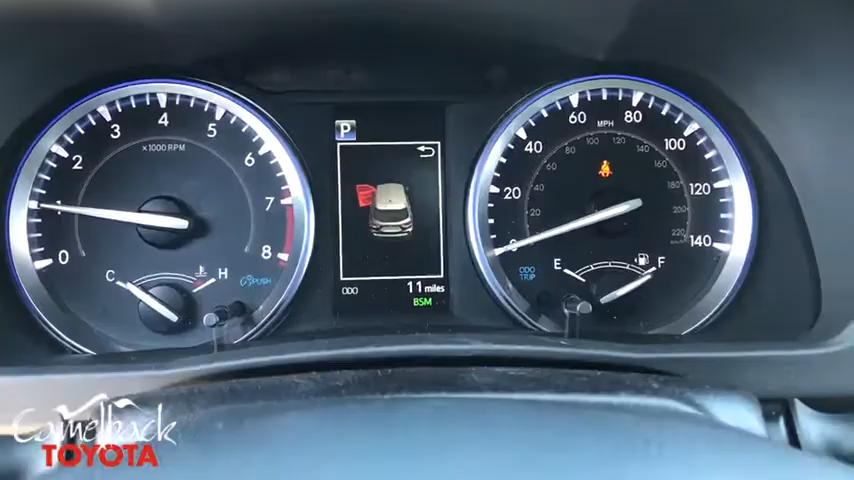 0 1 2 3 4 5 6 7 8
×1000 RPM
C H
PUSH
P
ODO 11 miles
BSM
0 20 40 60 80 100 120 140
MPH
20 40 60 80 100 120 140 160 180 200 220
ODO
TRIP
E F
Camelback
TOYOTA